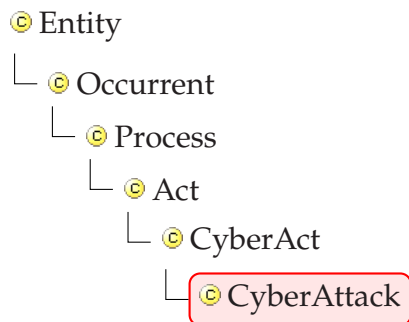 Entity
Occurrent
Process
Act
CyberAct
CyberAttack